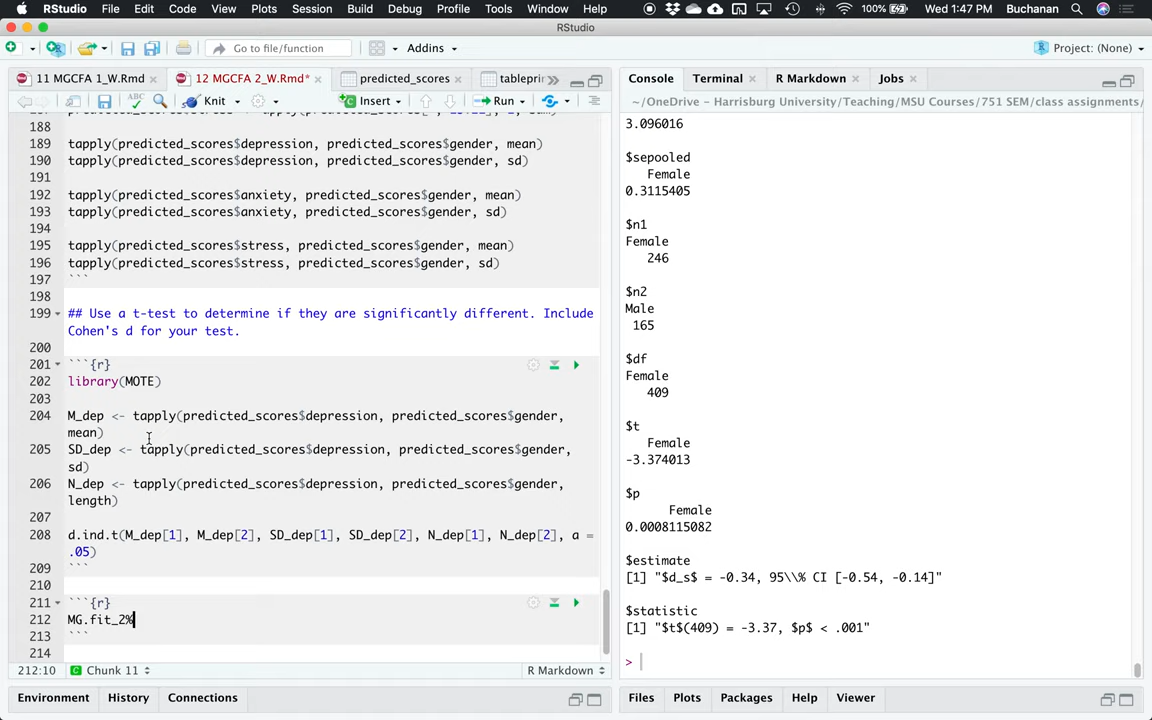 RStudio File Edit Code View Plots Session Build Debug Profile Tools Window Help 100% Wed 1:47 PM Buchanan
RStudio
Go to file/function Addins Project: (None)
11 MGCFA 1_W.Rmd 12 MGCFA 2_W.Rmd* predicted_scores tableprin
Knit Insert Run
188
189 tapply(predicted_scores$depression, predicted_scores$gender, mean)
190 tapply(predicted_scores$depression, predicted_scores$gender, sd)
191
192 tapply(predicted_scores$anxiety, predicted_scores$gender, mean)
193 tapply(predicted_scores$anxiety, predicted_scores$gender, sd)
194
195 tapply(predicted_scores$stress, predicted_scores$gender, mean)
196 tapply(predicted_scores$stress, predicted_scores$gender, sd)
197 ```
198
199 ## Use a t-test to determine if they are significantly different. Include
Cohen's d for your test.
200
201 ```{r}
202 library(MOTE)
203
204 M_dep <- tapply(predicted_scores$depression, predicted_scores$gender,
mean)
205 SD_dep <- tapply(predicted_scores$depression, predicted_scores$gender,
sd)
206 N_dep <- tapply(predicted_scores$depression, predicted_scores$gender,
length)
207
208 d.ind.t(M_dep[1], M_dep[2], SD_dep[1], SD_dep[2], N_dep[1], N_dep[2], a =
.05)
209 ```
210
211 ```{r}
212 MG.fit_2%
213 ```
214
212:10 Chunk 11 R Markdown
Environment History Connections
Console Terminal R Markdown Jobs
~/OneDrive - Harrisburg University/Teaching/MSU Courses/751 SEM/class assignments/
3.096016
$sepooled
Female
0.3115405
$n1
Female
246
$n2
Male
165
$df
Female
409
$t
Female
-3.374013
$p
Female
0.0008115082
$estimate
[1] "$d_s$ = -0.34, 95\\% CI [-0.54, -0.14]"
$statistic
[1] "$t$(409) = -3.37, $p$ < .001"
>
Files Plots Packages Help Viewer